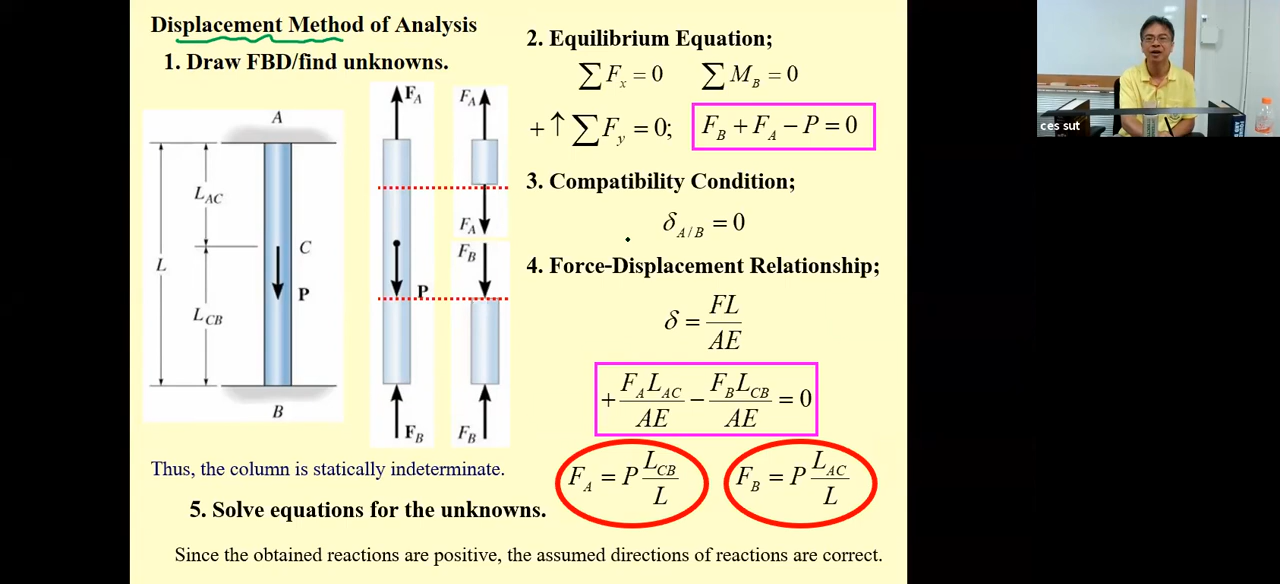 Displacement Method of Analysis
1. Draw FBD/find unknowns.
A
L_AC
C
L
P
L_CB
B
F_A
F_A
F_A
F_B
P
F_B
F_B
Thus, the column is statically indeterminate.
2. Equilibrium Equation;
∑F_x = 0 ∑M_B = 0
+↑∑F_y = 0; F_B + F_A − P = 0
3. Compatibility Condition;
δ_A/B = 0
4. Force-Displacement Relationship;
δ = FL/AE
+ F_A L_AC/AE − F_B L_CB/AE = 0
F_A = P L_CB/L F_B = P L_AC/L
5. Solve equations for the unknowns.
Since the obtained reactions are positive, the assumed directions of reactions are correct.
ces sut